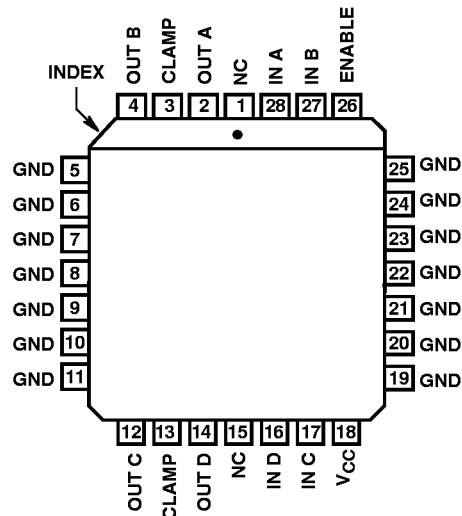 INDEX
OUT B
CLAMP
OUT A
NC
IN A
IN B
ENABLE
4
3
2
1
28
27
26
GND 5
25 GND
GND 6
24 GND
GND 7
23 GND
GND 8
22 GND
GND 9
21 GND
GND 10
20 GND
GND 11
19 GND
12
13
14
15
16
17
18
OUT C
CLAMP
OUT D
NC
IN D
IN C
VCC